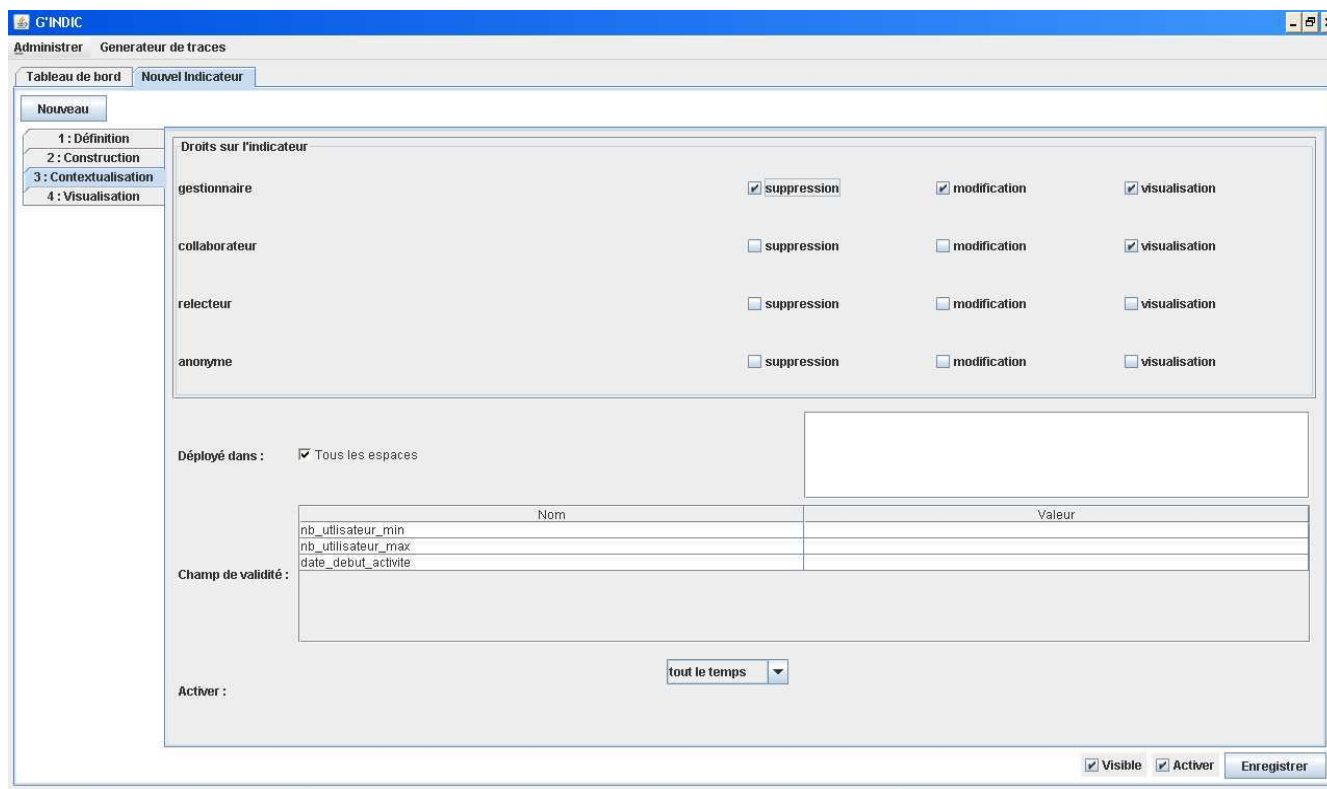 G'INDIC
Administrer Generateur de traces
Tableau de bord Nouvel Indicateur
Nouveau
1 : Définition
2 : Construction
3 : Contextualisation
4 : Visualisation
Droits sur l'indicateur
gestionnaire suppression modification visualisation
collaborateur suppression modification visualisation
relecteur suppression modification visualisation
anonyme suppression modification visualisation
Déployé dans : Tous les espaces
Nom Valeur
nb_utlisateur_min
nb_utilisateur_max
date_debut_activite
Champ de validité :
tout le temps
Activer :
Visible Activer Enregistrer